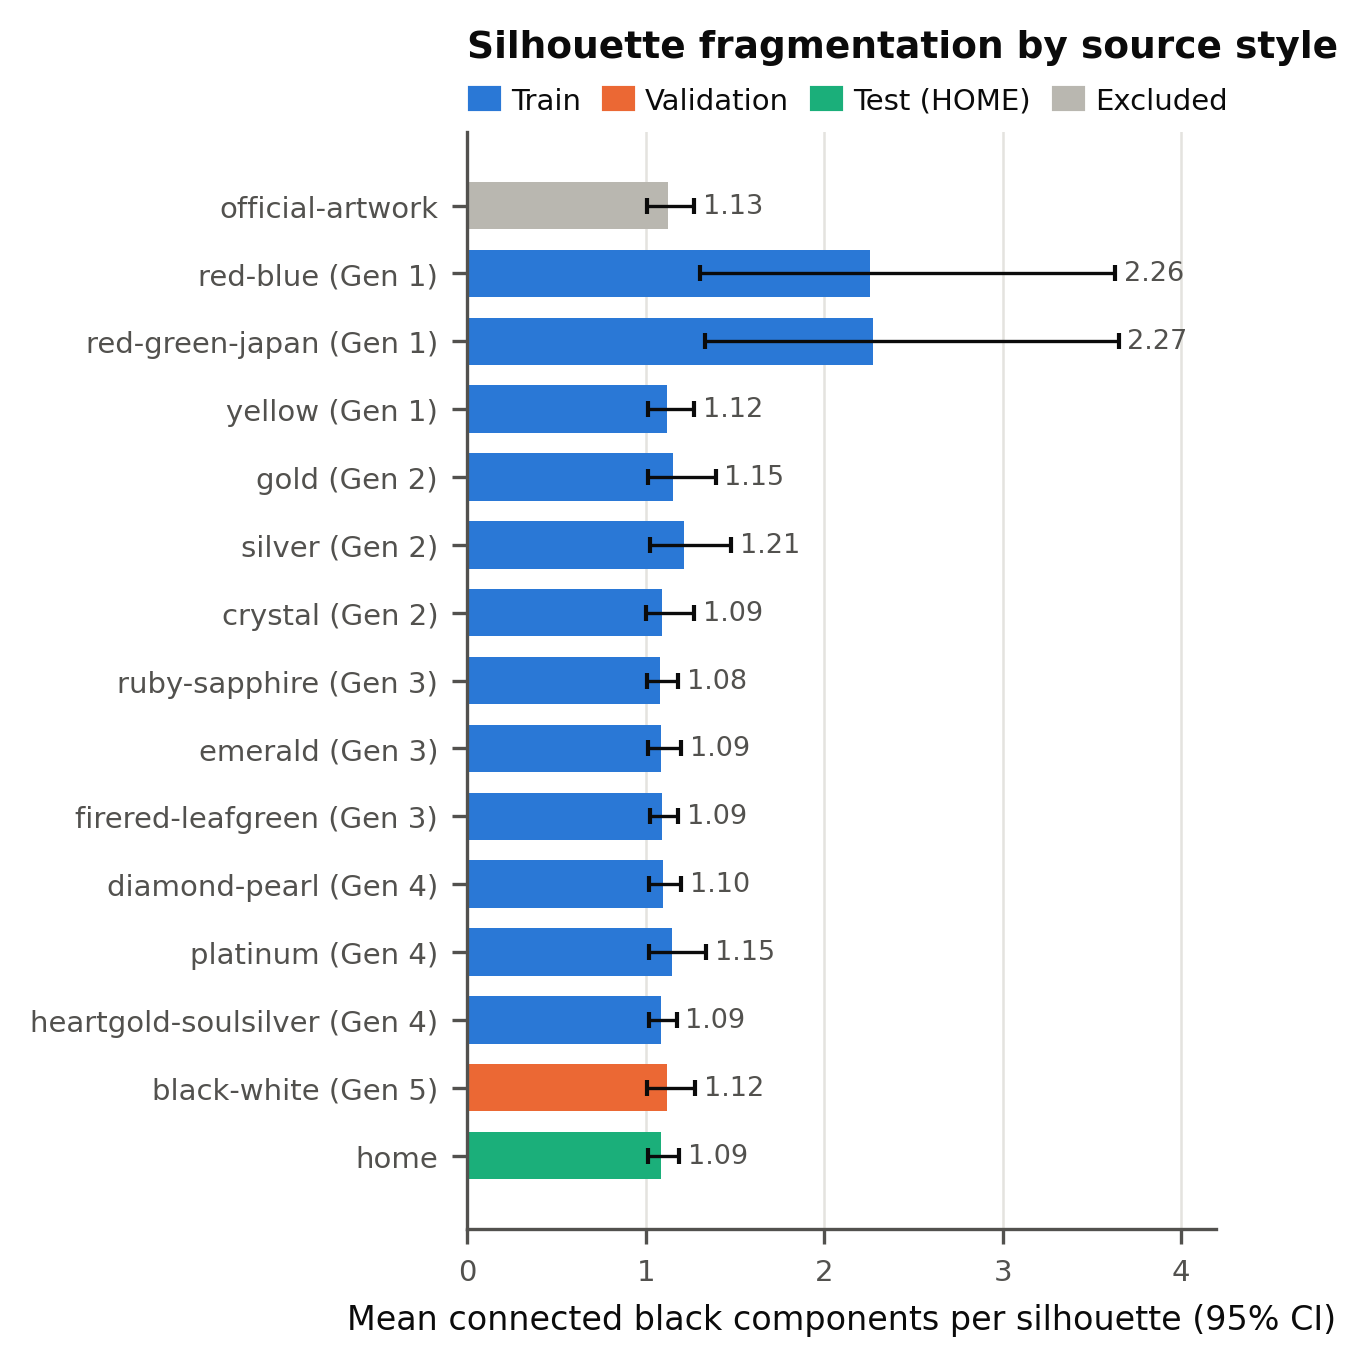 Silhouette fragmentation by source style
Train Validation Test (HOME) Excluded
official-artwork 1.13
red-blue (Gen 1) 2.26
red-green-japan (Gen 1) 2.27
yellow (Gen 1) 1.12
gold (Gen 2) 1.15
silver (Gen 2) 1.21
crystal (Gen 2) 1.09
ruby-sapphire (Gen 3) 1.08
emerald (Gen 3) 1.09
firered-leafgreen (Gen 3) 1.09
diamond-pearl (Gen 4) 1.10
platinum (Gen 4) 1.15
heartgold-soulsilver (Gen 4) 1.09
black-white (Gen 5) 1.12
home 1.09
0 1 2 3 4
Mean connected black components per silhouette (95% CI)